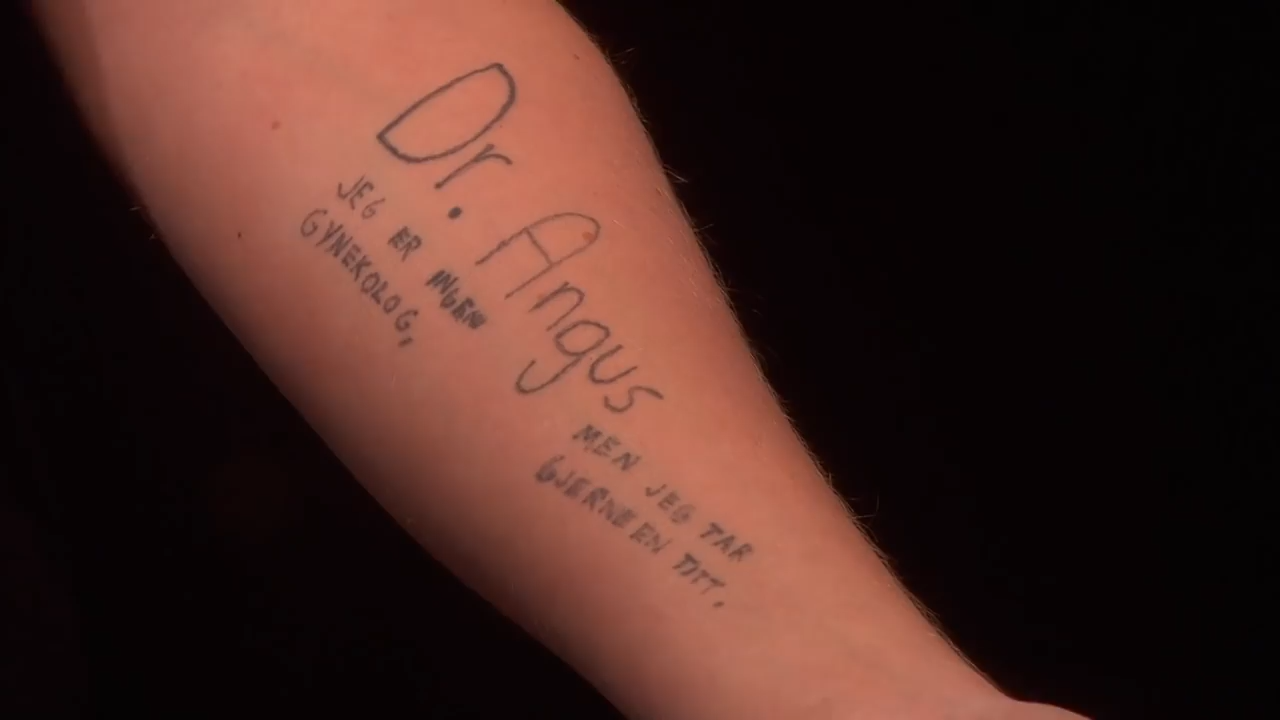 Dr. Angus
JEG ER INGEN
GYNEKOLOG,
MEN JEG TAR
GJERNE EN TITT.